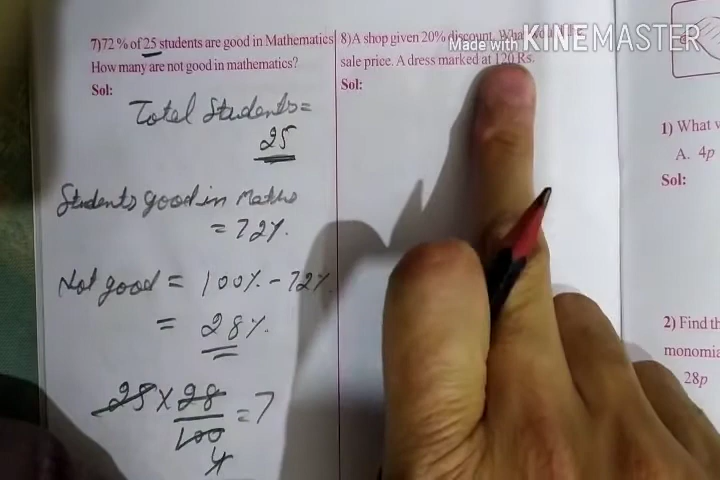 7)72 % of 25 students are good in Mathematics
How many are not good in mathematics?
Sol:
Total Students =
25
Students good in Maths
= 72%.
Not good = 100% - 72%
= 28%.
25 × 28 = 7
100
4
8)A shop given 20% discount. What
sale price. A dress marked at 120 Rs.
Sol:
Made with KINEMASTER
1) What
A. 4p
Sol:
2) Find th
monomia
28p